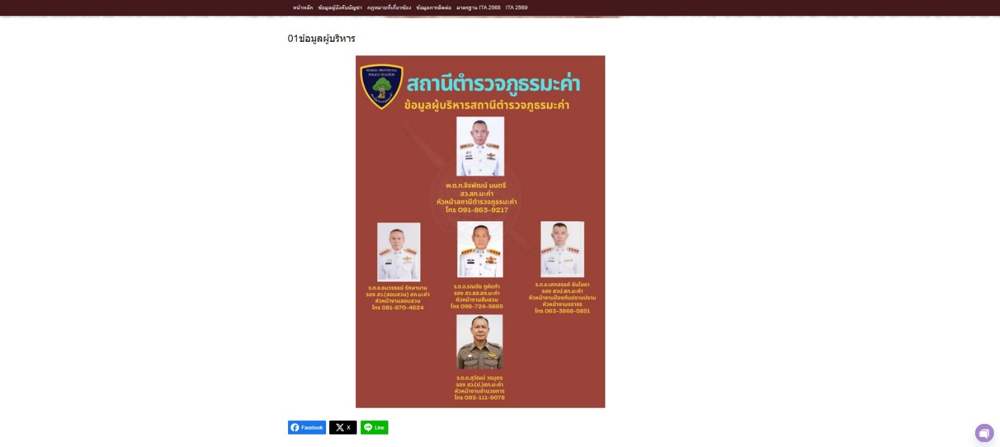 หน้าหลัก ข้อมูลผู้บังคับบัญชา กฎหมายที่เกี่ยวข้อง ข้อมูลการติดต่อ มาตรฐาน ITA 2568 ITA 2569
01ข้อมูลผู้บริหาร
MAKHA PROVINCIAL
POLICE STATION
สถานีตำรวจภูธรมะค่า
สถานีตำรวจภูธรมะค่า
ข้อมูลผู้บริหารสถานีตำรวจภูธรมะค่า
พ.ต.ท.จิรพัฒน์ มนตรี
สว.สภ.มะค่า
หัวหน้าสถานีตำรวจภูธรมะค่า
โทร 091-863-9217
ร.ต.อ.ธนวรรธน์ รักษานาม
รอง สว.(สอบสวน) สภ.มะค่า
หัวหน้างานสอบสวน
โทร 081-670-4624
ร.ต.อ.รณชัย ภูหัดทำ
รอง สว.สส.สภ.มะค่า
หัวหน้างานสืบสวน
โทร 098-724-5685
ร.ต.อ.เศกสรรค์ ขันโยธา
รอง สวป.สภ.มะค่า
หัวหน้างานป้องกันปราบปราม
หัวหน้างานจราจร
โทร 063-3868-5851
ร.ต.ต.สุวัฒน์ วรบุตร
รอง สว.(ป.)สภ.มะค่า
หัวหน้างานอำนวยการ
โทร 093-111-9078
Facebook X Line